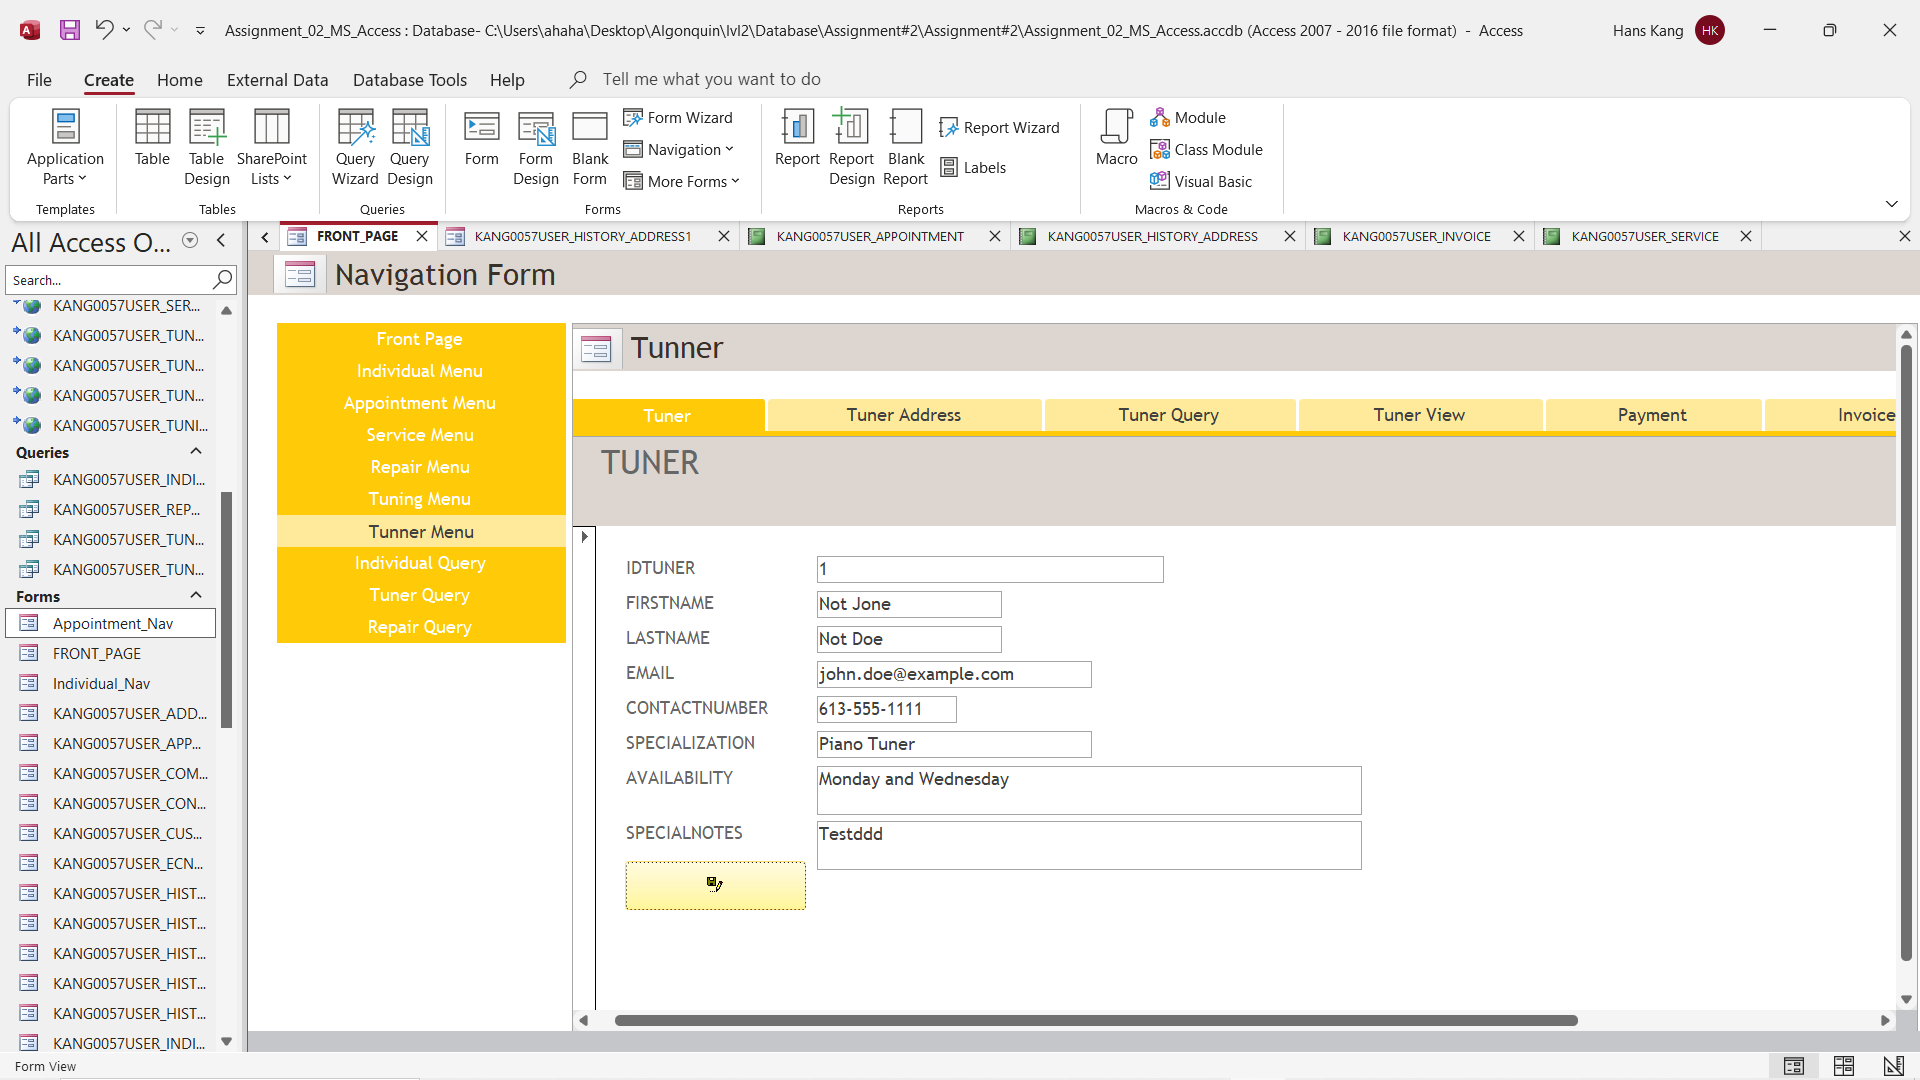 Assignment_02_MS_Access : Database- C:\Users\ahaha\Desktop\Algonquin\lvl2\Database\Assignment#2\Assignment#2\Assignment_02_MS_Access.accdb (Access 2007 - 2016 file format) - Access
Hans Kang
HK
File
Create
Home
External Data
Database Tools
Help
Tell me what you want to do
Application Parts
Table
Table Design
SharePoint Lists
Query Wizard
Query Design
Form
Form Design
Blank Form
Form Wizard
Navigation
More Forms
Report
Report Design
Blank Report
Report Wizard
Labels
Macro
Module
Class Module
Visual Basic
Templates
Tables
Queries
Forms
Reports
Macros & Code
All Access O...
Search...
KANG0057USER_SER...
KANG0057USER_TUN...
KANG0057USER_TUN...
KANG0057USER_TUN...
KANG0057USER_TUNI...
Queries
KANG0057USER_INDI...
KANG0057USER_REP...
KANG0057USER_TUN...
KANG0057USER_TUN...
Forms
Appointment_Nav
FRONT_PAGE
Individual_Nav
KANG0057USER_ADD...
KANG0057USER_APP...
KANG0057USER_COM...
KANG0057USER_CON...
KANG0057USER_CUS...
KANG0057USER_ECN...
KANG0057USER_HIST...
KANG0057USER_HIST...
KANG0057USER_HIST...
KANG0057USER_HIST...
KANG0057USER_HIST...
KANG0057USER_INDI...
FRONT_PAGE
KANG0057USER_HISTORY_ADDRESS1
KANG0057USER_APPOINTMENT
KANG0057USER_HISTORY_ADDRESS
KANG0057USER_INVOICE
KANG0057USER_SERVICE
Navigation Form
Front Page
Individual Menu
Appointment Menu
Service Menu
Repair Menu
Tuning Menu
Tunner Menu
Individual Query
Tuner Query
Repair Query
Tunner
Tuner
Tuner Address
Tuner Query
Tuner View
Payment
Invoice
TUNER
IDTUNER 1
FIRSTNAME Not Jone
LASTNAME Not Doe
EMAIL john.doe@example.com
CONTACTNUMBER 613-555-1111
SPECIALIZATION Piano Tuner
AVAILABILITY Monday and Wednesday
SPECIALNOTES Testddd
Form View